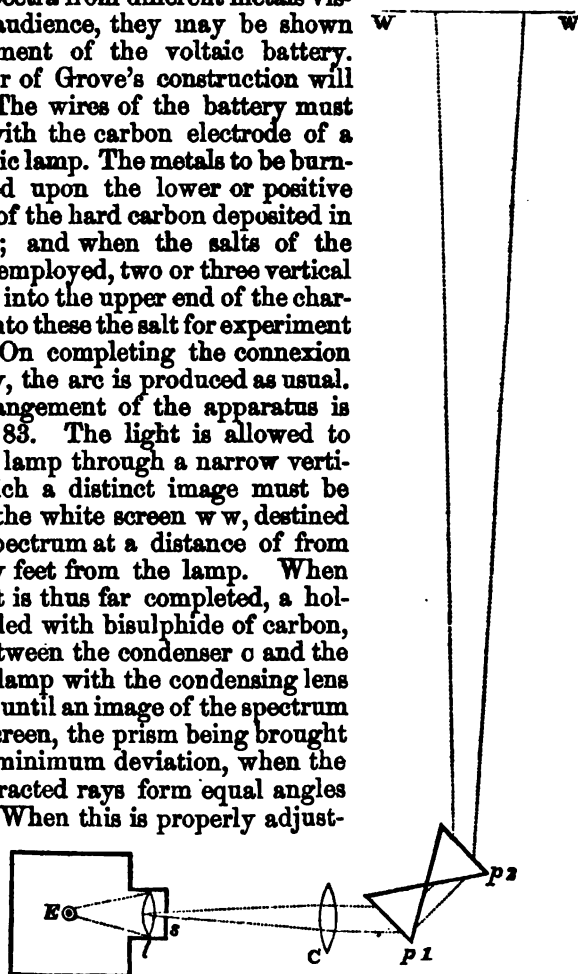 ectra from different metals vis-
audience, they may be shown
ment of the voltaic battery.
r of Grove's construction will
The wires of the battery must
with the carbon electrode of a
ic lamp. The metals to be burn-
d upon the lower or positive
of the hard carbon deposited in
; and when the salts of the
employed, two or three vertical
into the upper end of the char-
nto these the salt for experiment
On completing the connexion
y, the arc is produced as usual.
angement of the apparatus is
83. The light is allowed to
lamp through a narrow verti-
ich a distinct image must be
the white screen w w, destined
pectrum at a distance of from
y feet from the lamp. When
t is thus far completed, a hol-
led with bisulphide of carbon,
tween the condenser c and the
lamp with the condensing lens
until an image of the spectrum
creen, the prism being brought
minimum deviation, when the
racted rays form equal angles
When this is properly adjust-
W W
E l s C p1 p2